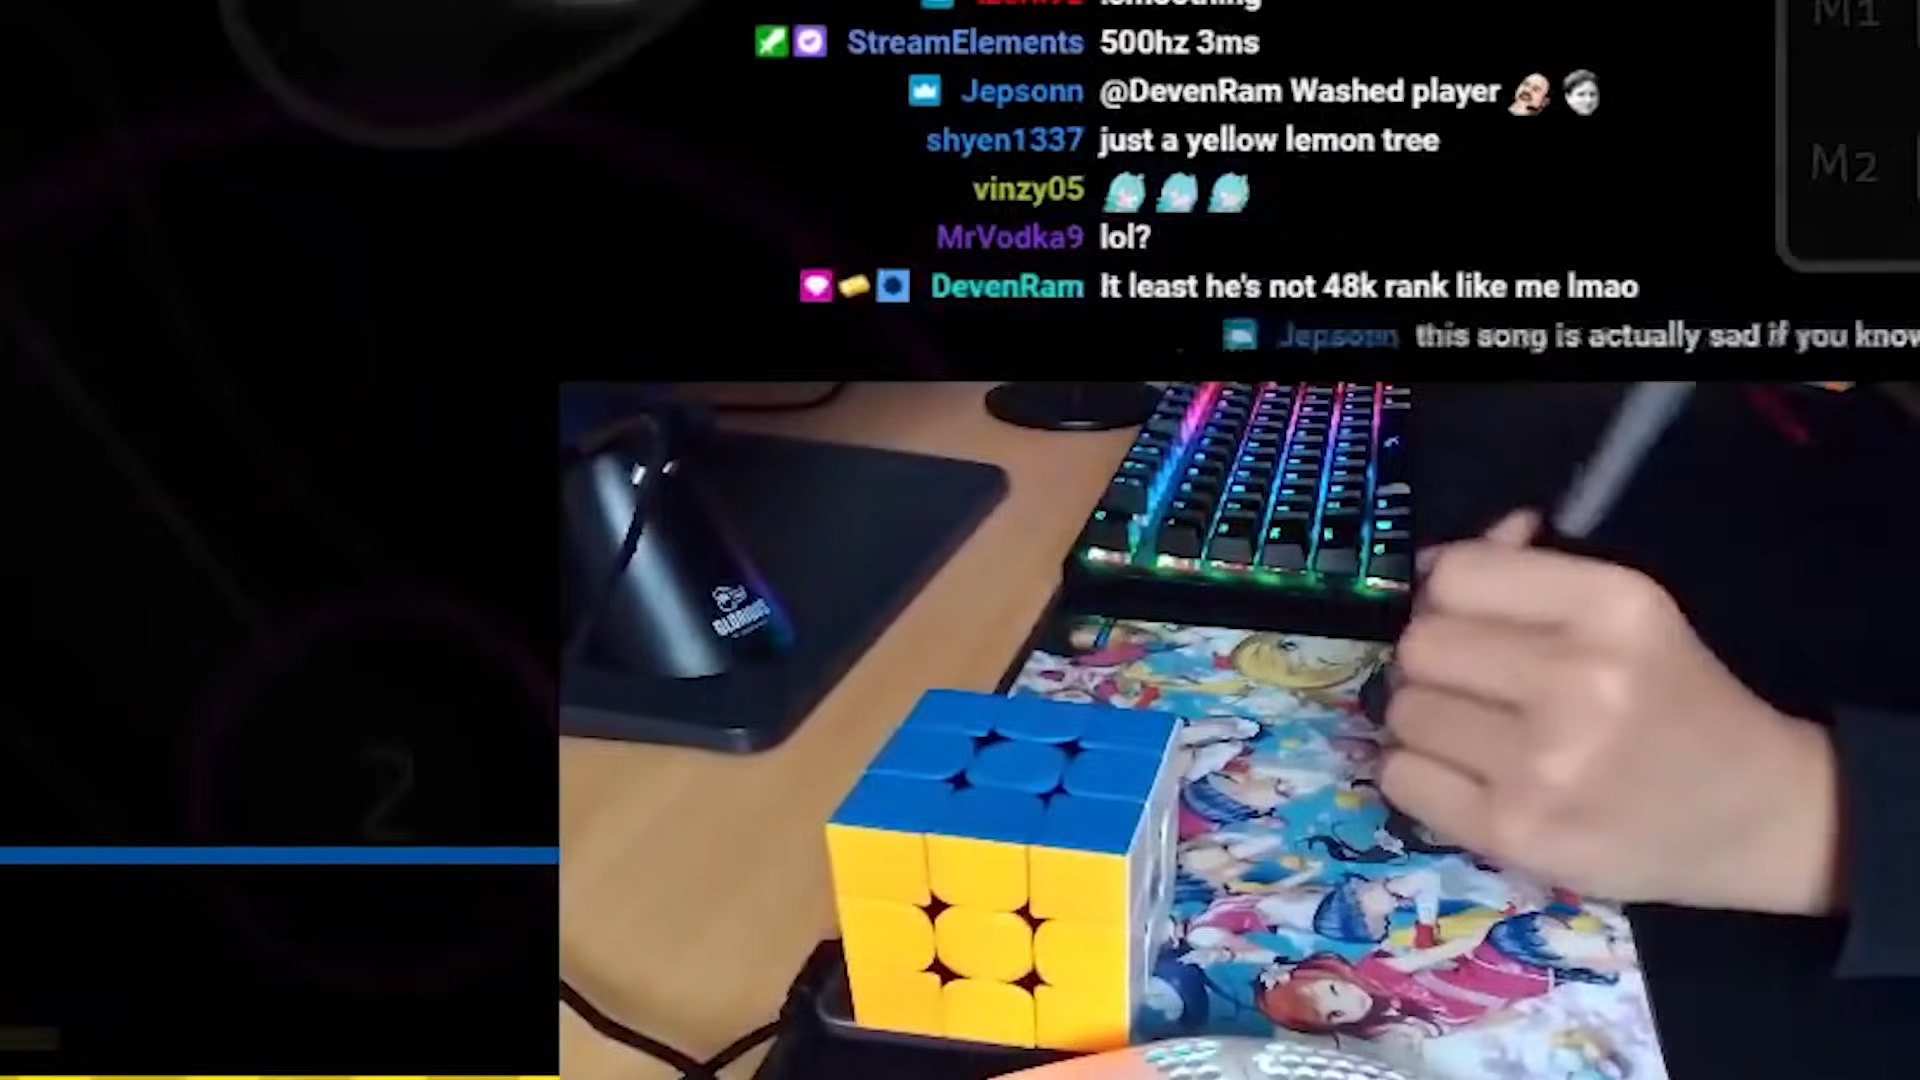 M1
StreamElements 500hz 3ms
Jepsonn @DevenRam Washed player
shyen1337 just a yellow lemon tree
M2
vinzy05
MrVodka9 lol?
DevenRam It least he's not 48k rank like me lmao
Jepsonn this song is actually sad if you know
GLORIOUS
2